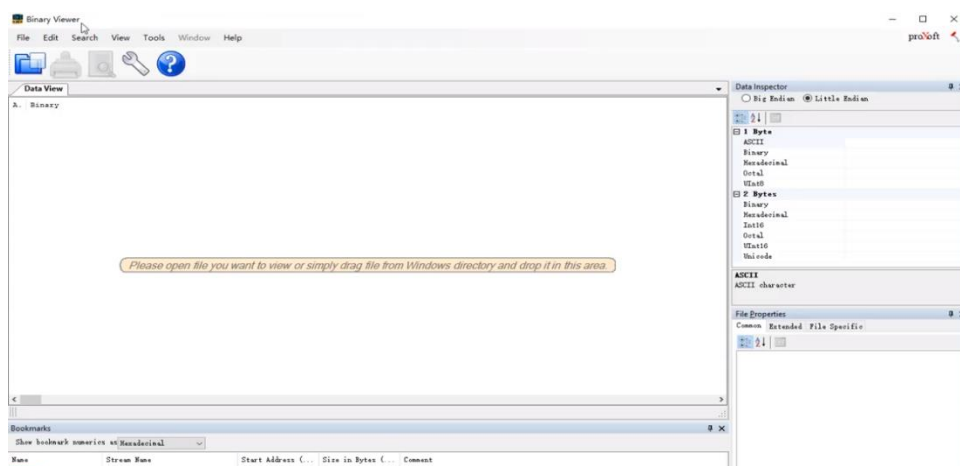 Binary Viewer
File Edit Search View Tools Window Help
proXoft
Data View
A. Binary
Please open file you want to view or simply drag file from Windows directory and drop it in this area.
Data Inspector
Big Endian Little Endian
1 Byte
ASCII
Binary
Hexadecimal
Octal
UInt8
2 Bytes
Binary
Hexadecimal
Int16
Octal
UInt16
Unicode
ASCII
ASCII character
File Properties
Common Extended File Specific
Bookmarks
Show bookmark numerics as Hexadecimal
Name Stream Name Start Address (... Size in Bytes (... Comment